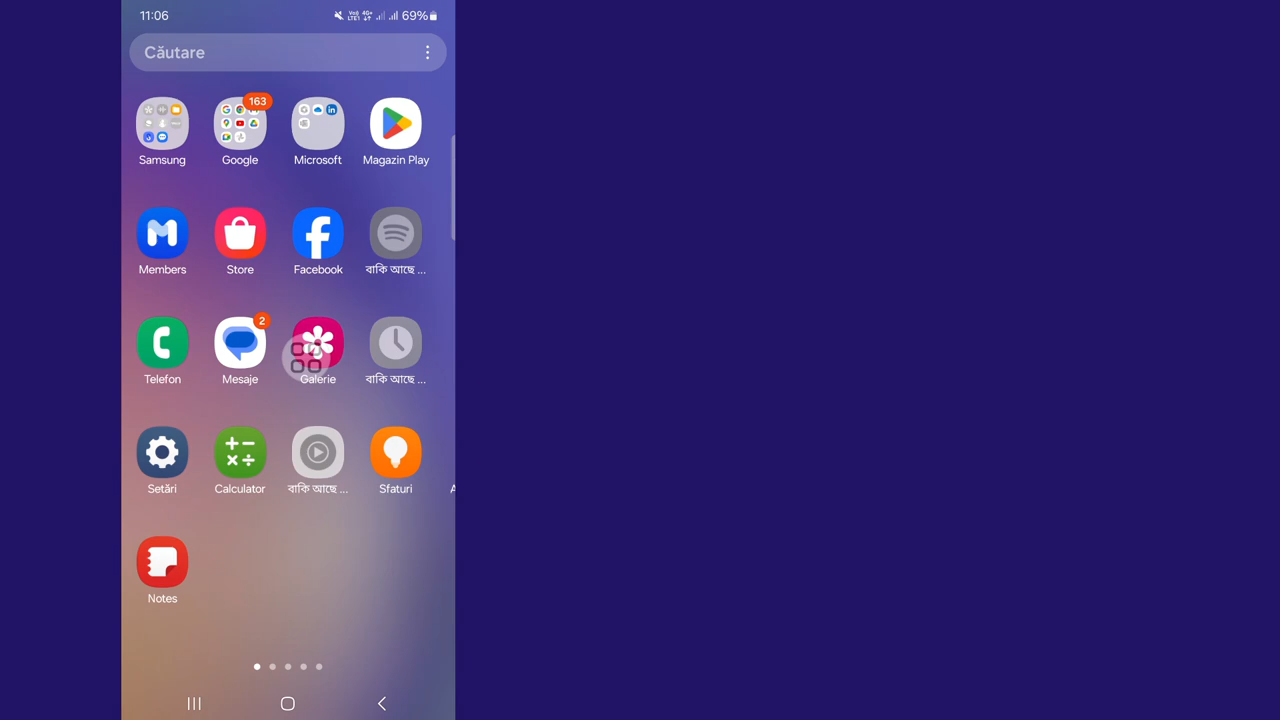 11:06
69%
Căutare
163
Samsung
Google
Microsoft
Magazin Play
Members
Store
Facebook
বাকি আছে ...
2
Telefon
Mesaje
Galerie
বাকি আছে ...
Setări
Calculator
বাকি আছে ...
Sfaturi
A
Notes